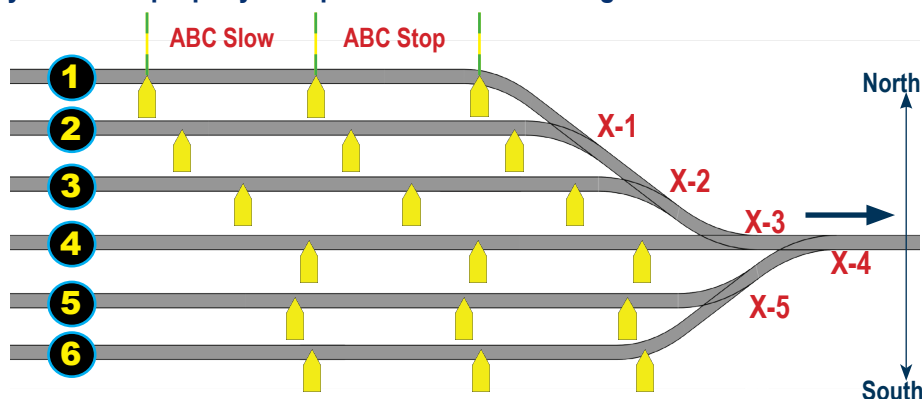 ABC Slow ABC Stop
1
North
2
X-1
3
X-2
X-3
4
X-4
5
X-5
6
South